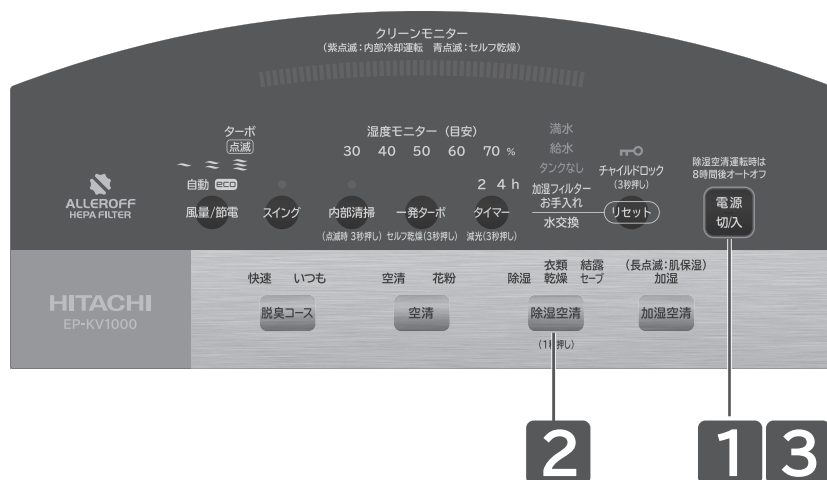 クリーンモニター
(紫点滅:内部冷却運転 青点滅:セルフ乾燥)
ターボ
点滅
湿度モニター(目安)
30 40 50 60 70 %
満水
給水
タンクなし
チャイルドロック
(3秒押し)
除湿空清運転時は
8時間後オートオフ
ALLEROFF
HEPA FILTER
自動 eco
2 4 h
加湿フィルター
お手入れ
水交換
風量/節電
スイング
内部清掃
(点滅時 3秒押し)
一発ターボ
セルフ乾燥(3秒押し)
タイマー
減光(3秒押し)
リセット
電源
切/入
HITACHI
EP-KV1000
快速 いつも
脱臭コース
空清 花粉
空清
除湿 衣類乾燥 結露セーブ
除湿空清
(1秒押し)
(長点滅:肌保湿)
加湿
加湿空清
2
1 3